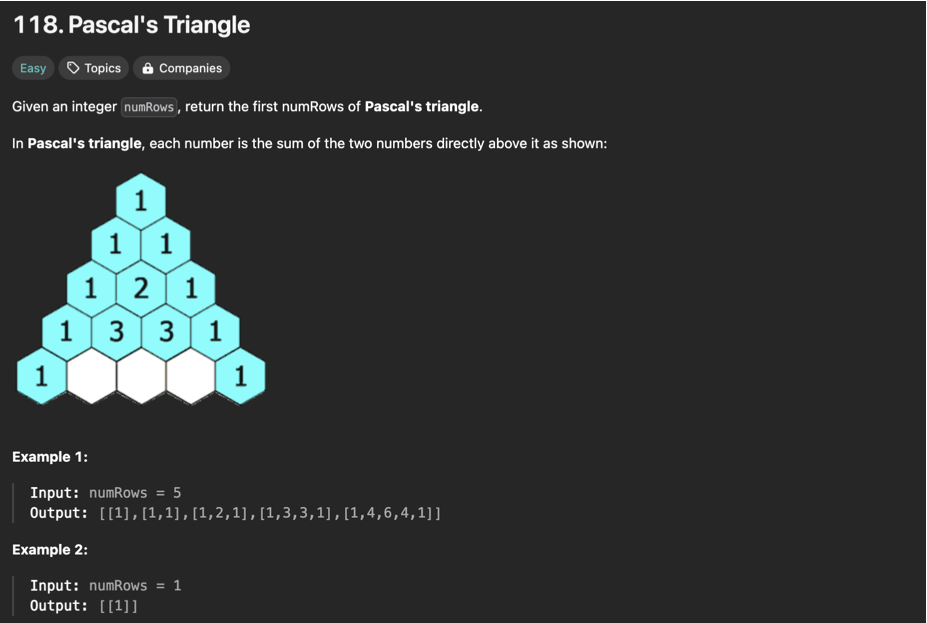 118. Pascal's Triangle
Easy Topics Companies
Given an integer numRows, return the first numRows of Pascal's triangle.
In Pascal's triangle, each number is the sum of the two numbers directly above it as shown:
1
1 1
1 2 1
1 3 3 1
1 1
Example 1:
Input: numRows = 5
Output: [[1],[1,1],[1,2,1],[1,3,3,1],[1,4,6,4,1]]
Example 2:
Input: numRows = 1
Output: [[1]]